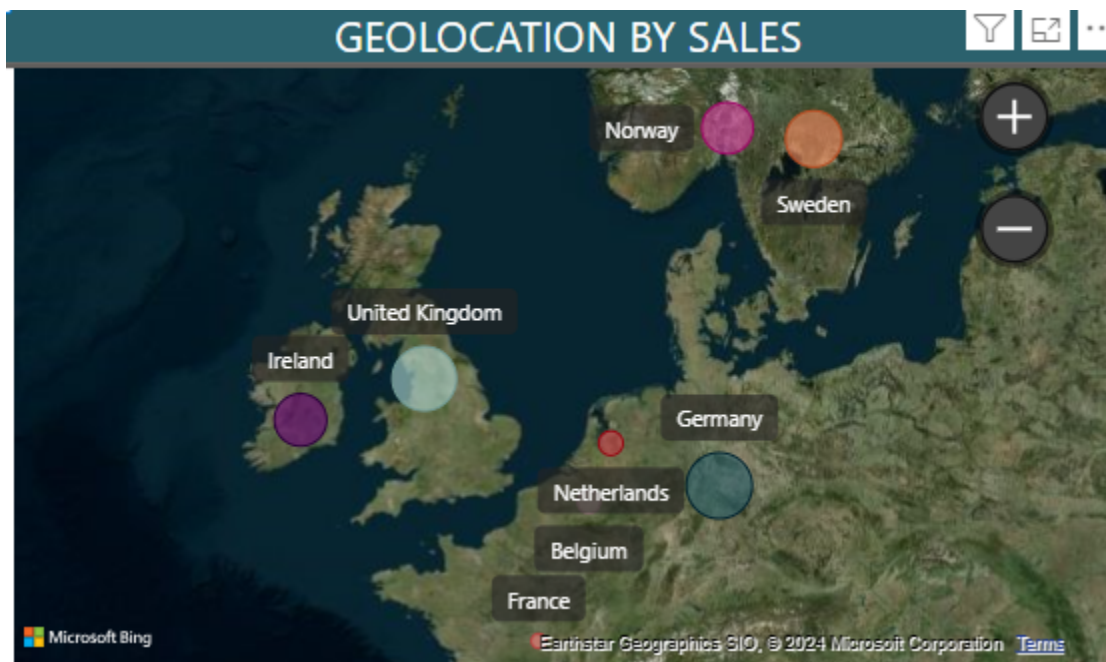 GEOLOCATION BY SALES
Norway
Sweden
United Kingdom
Ireland
Germany
Netherlands
Belgium
France
Microsoft Bing
Earthstar Geographics SIO, © 2024 Microsoft Corporation Terms